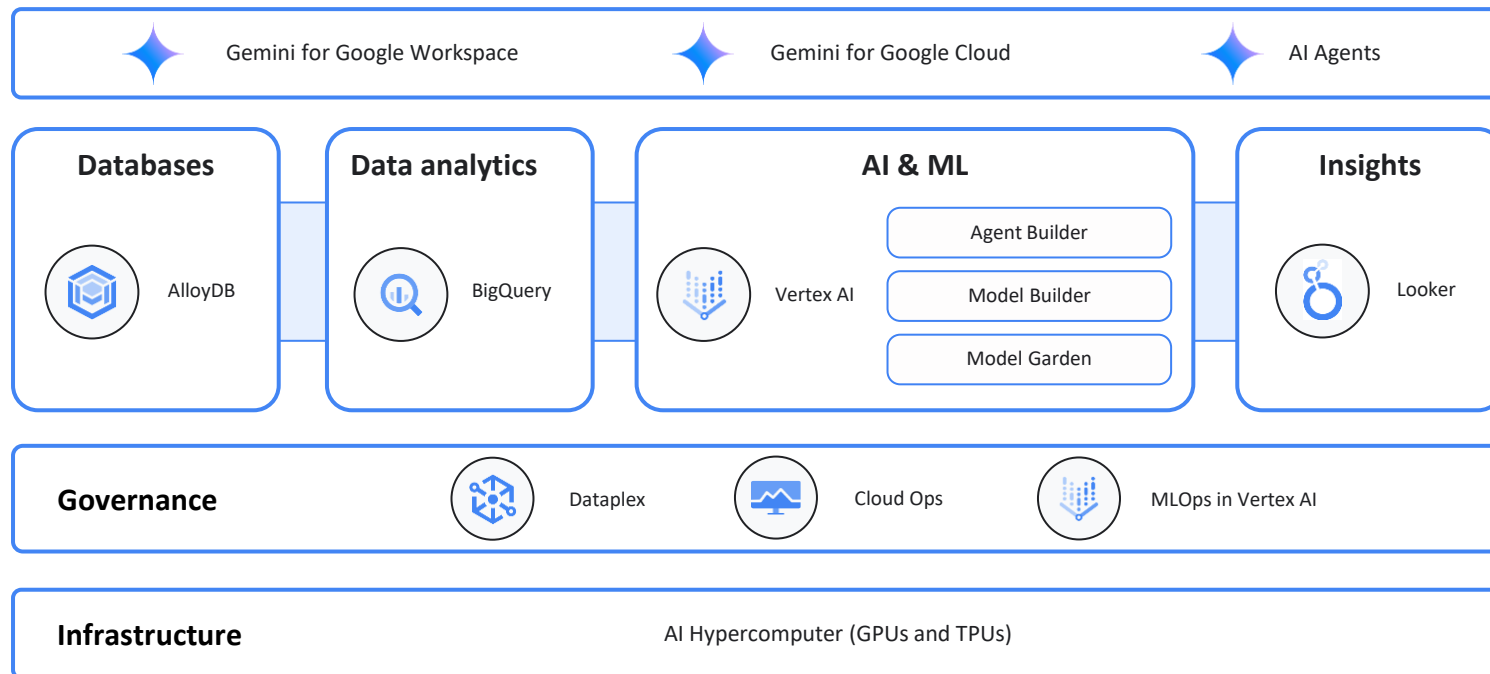 Gemini for Google Workspace
Gemini for Google Cloud
AI Agents
Databases
AlloyDB
Data analytics
BigQuery
AI & ML
Vertex AI
Agent Builder
Model Builder
Model Garden
Insights
Looker
Governance
Dataplex
Cloud Ops
MLOps in Vertex AI
Infrastructure
AI Hypercomputer (GPUs and TPUs)